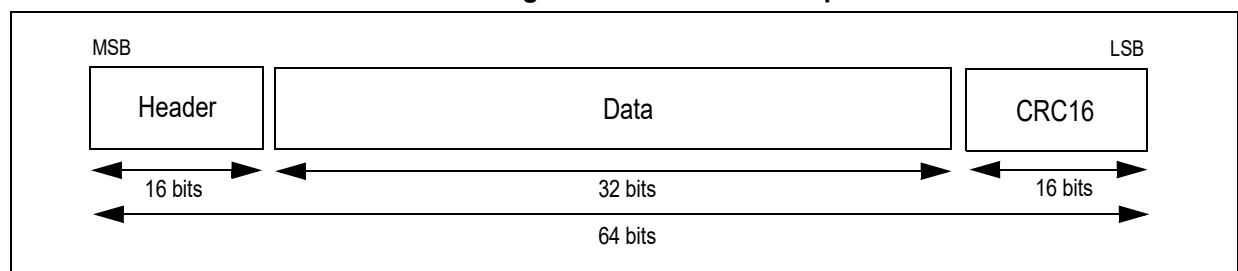 MSB LSB
Header Data CRC16
16 bits 32 bits 16 bits
64 bits